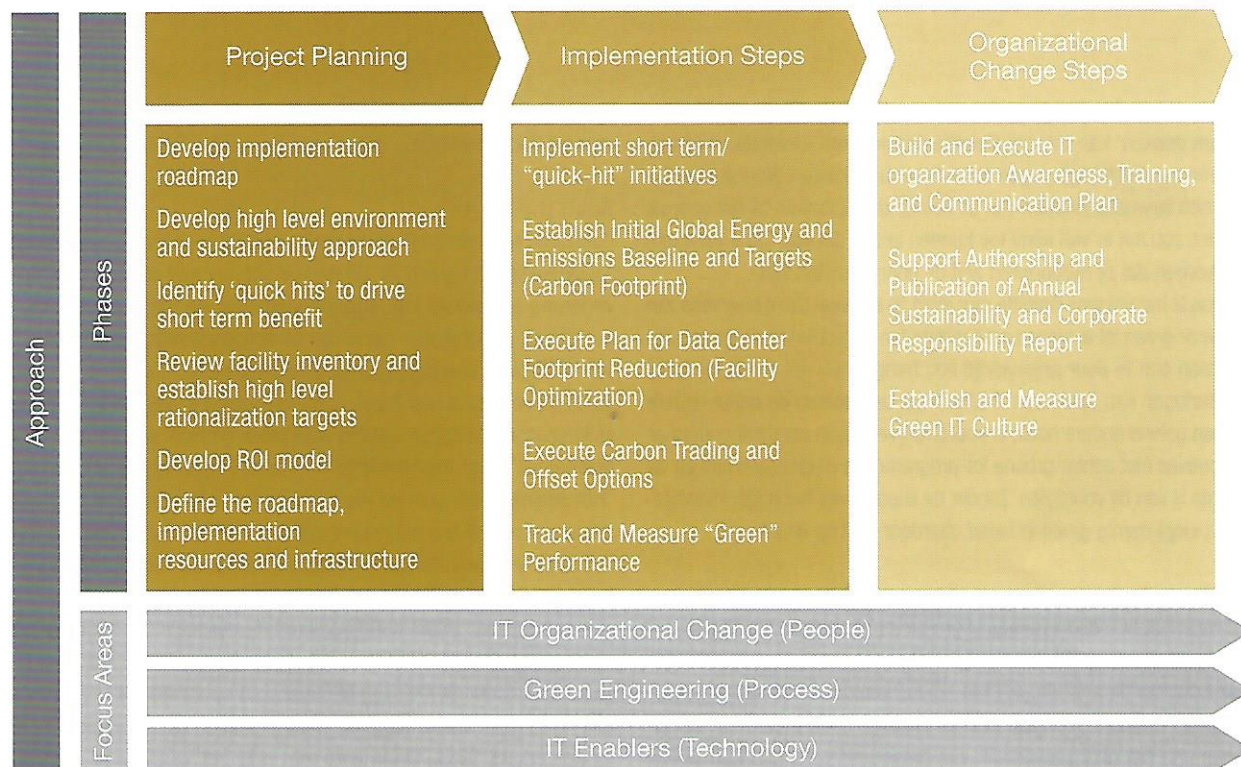 Approach
Phases
Project Planning
Implementation Steps
Organizational
Change Steps
Develop implementation
roadmap
Develop high level environment
and sustainability approach
Identify ‘quick hits’ to drive
short term benefit
Review facility inventory and
establish high level
rationalization targets
Develop ROI model
Define the roadmap,
implementation
resources and infrastructure
Implement short term/
“quick-hit” initiatives
Establish Initial Global Energy and
Emissions Baseline and Targets
(Carbon Footprint)
Execute Plan for Data Center
Footprint Reduction (Facility
Optimization)
Execute Carbon Trading and
Offset Options
Track and Measure “Green”
Performance
Build and Execute IT
organization Awareness, Training,
and Communication Plan
Support Authorship and
Publication of Annual
Sustainability and Corporate
Responsibility Report
Establish and Measure
Green IT Culture
Focus Areas
IT Organizational Change (People)
Green Engineering (Process)
IT Enablers (Technology)